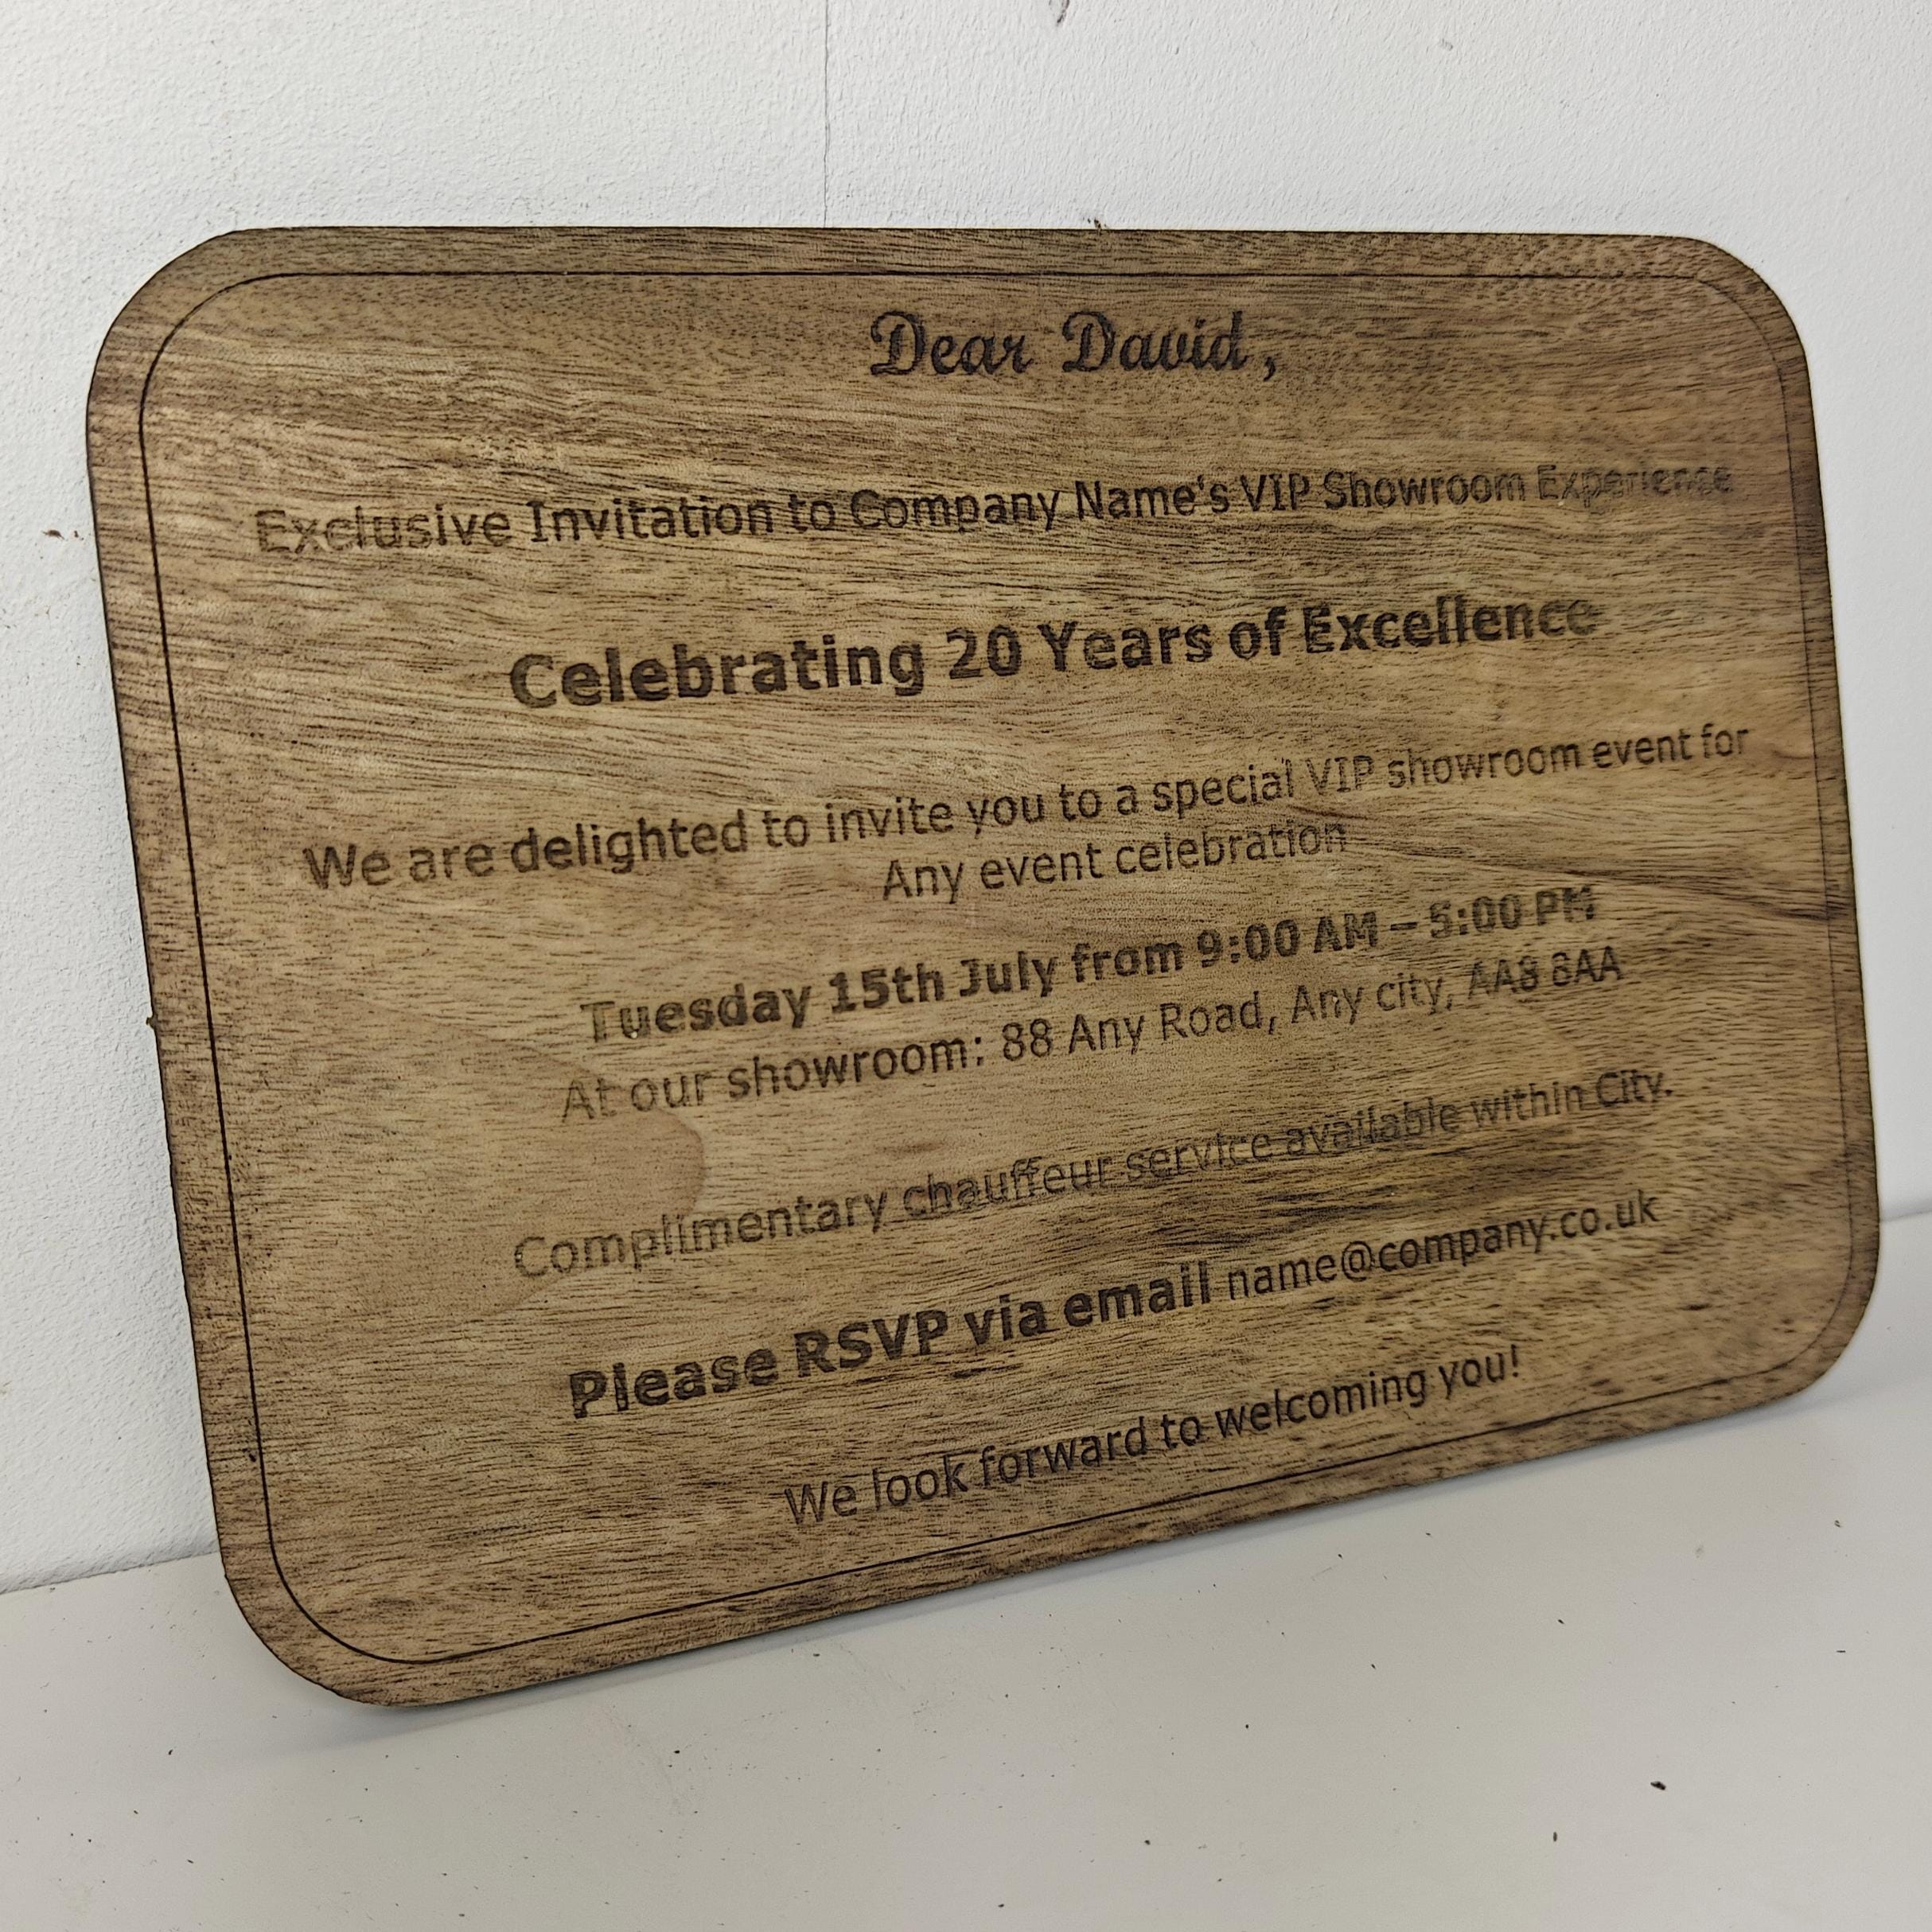 Dear David,
Exclusive Invitation to Company Name's VIP Showroom Experience
Celebrating 20 Years of Excellence
We are delighted to invite you to a special VIP showroom event for
Any event celebration
Tuesday 15th July from 9:00 AM – 5:00 PM
At our showroom: 88 Any Road, Any city, AA8 8AA
Complimentary chauffeur service available within City.
Please RSVP via email name@company.co.uk
We look forward to welcoming you!